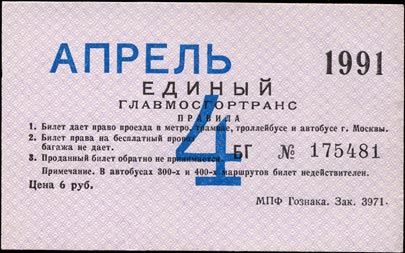 АПРЕЛЬ 1991
ЕДИНЫЙ
ГЛАВМОСГОРТРАНС
ПРАВИЛА
1. Билет дает право проезда в метро, трамвае, троллейбусе и автобусе г. Москвы.
2. Билет права на бесплатный провоз
багажа не дает.
3. Проданный билет обратно не принимается.
БГ № 175481
4
Примечание. В автобусах 300-х и 400-х маршрутов билет недействителен.
Цена 6 руб.
МПФ Гознака. Зак. 3971.